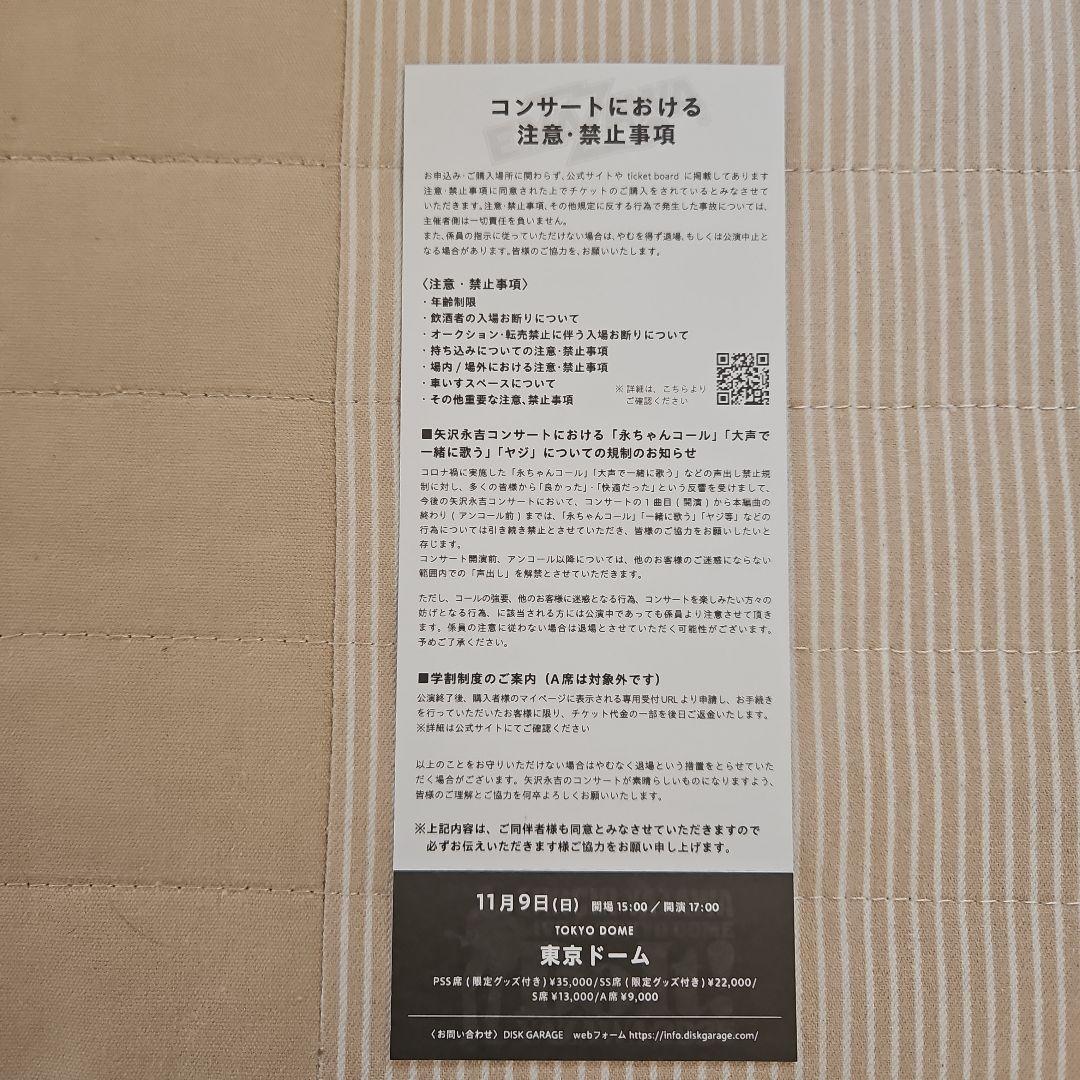 コンサートにおける
注意･禁止事項
お申込み･ご購入場所に関わらず、公式サイトや ticket board に掲載してあります
注意･禁止事項に同意された上でチケットのご購入をされているとみなさせて
いただきます。注意･禁止事項、その他規定に反する行為で発生した事故については、
主催者側は一切責任を負いません。
また、係員の指示に従っていただけない場合は、やむを得ず退場、もしくは公演中止と
なる場合があります。皆様のご協力を、お願いいたします。
〈注意・禁止事項〉
・年齢制限
・飲酒者の入場お断りについて
・オークション･転売禁止に伴う入場お断りについて
・持ち込みについての注意･禁止事項
・場内 / 場外における注意･禁止事項
・車いすスペースについて
・その他重要な注意、禁止事項
※ 詳細は、こちらより
ご確認ください
■矢沢永吉コンサートにおける「永ちゃんコール」「大声で
一緒に歌う」「ヤジ」についての規制のお知らせ
コロナ禍に実施した「永ちゃんコール」「大声で一緒に歌う」などの声出し禁止規
制に対し、多くの皆様から「良かった」･「快適だった」という反響を受けまして、
今後の矢沢永吉コンサートにおいて、コンサートの 1 曲目 ( 開演 ) から本編曲の
終わり ( アンコール前 ) までは、「永ちゃんコール」「一緒に歌う」「ヤジ等」などの
行為については引き続き禁止とさせていただき、皆様のご協力をお願いしたいと
存じます。
コンサート開演前、アンコール以降については、他のお客様のご迷惑にならない
範囲内での「声出し」を解禁とさせていただきます。
ただし、コールの強要、他のお客様に迷惑となる行為、コンサートを楽しみたい方々の
妨げとなる行為、に該当される方には公演中であっても係員より注意させて頂き
ます。係員の注意に従わない場合は退場とさせていただく可能性がございます。
予めご了承ください。
■学割制度のご案内（A席は対象外です）
公演終了後、購入者様のマイページに表示される専用受付URLより申請し、お手続き
を行っていただいたお客様に限り、チケット代金の一部を後日ご返金いたします。
※詳細は公式サイトにてご確認ください
以上のことをお守りいただけない場合はやむなく退場という措置をとらせていた
だく場合がございます。矢沢永吉のコンサートが素晴らしいものになりますよう、
皆様のご理解とご協力を何卒よろしくお願いいたします。
※上記内容は、ご同伴者様も同意とみなさせていただきますので
必ずお伝えいただきます様ご協力をお願い申し上げます。
11月9日(日) 開場 15:00 ／ 開演 17:00
TOKYO DOME
東京ドーム
PSS席 ( 限定グッズ付き ) ¥35,000/SS席 ( 限定グッズ付き ) ¥22,000/
S席 ¥13,000/A席 ¥9,000
〈お問い合わせ〉 DISK GARAGE webフォーム https://info.diskgarage.com/